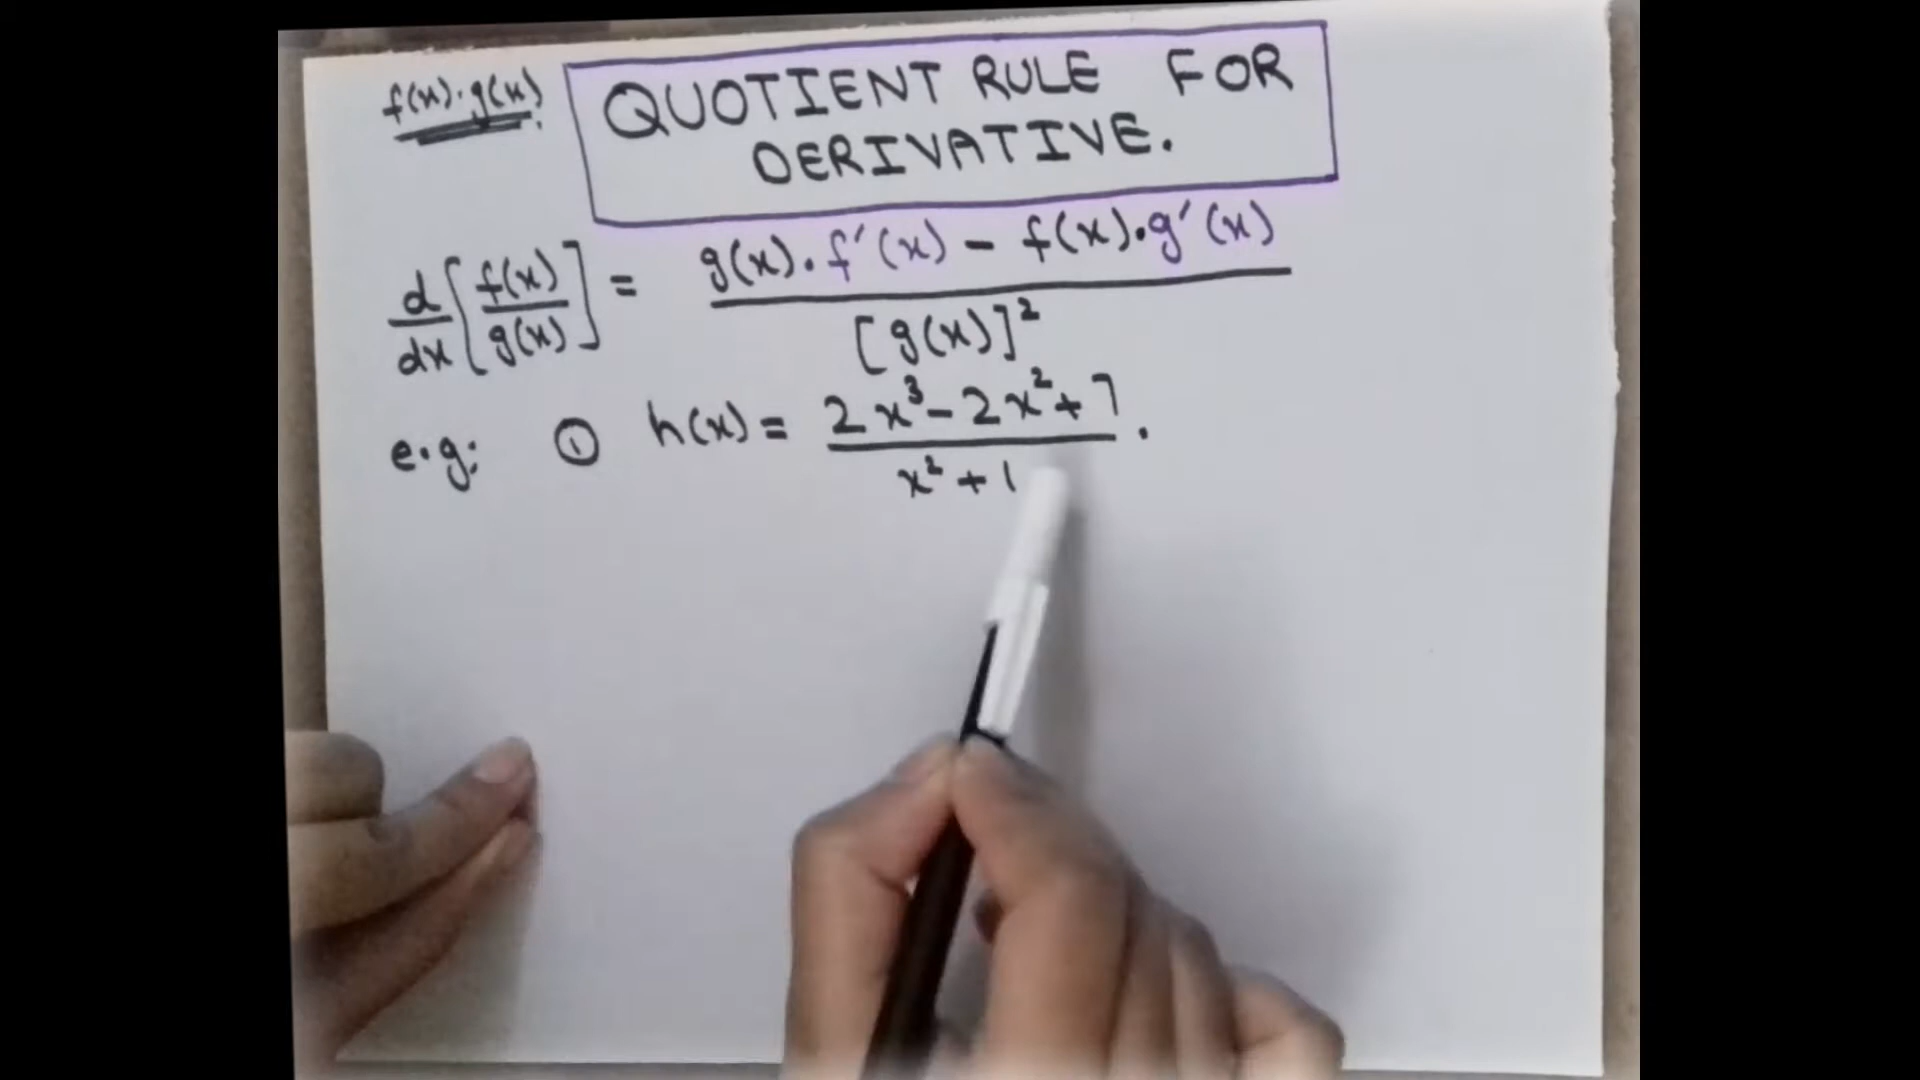 f(x)·g(x).
QUOTIENT RULE FOR
DERIVATIVE.
d/dx [f(x)/g(x)] = g(x)·f'(x) - f(x)·g'(x) / [g(x)]²
e.g: ① h(x) = 2x³ - 2x² + 7 / x² + 1 .